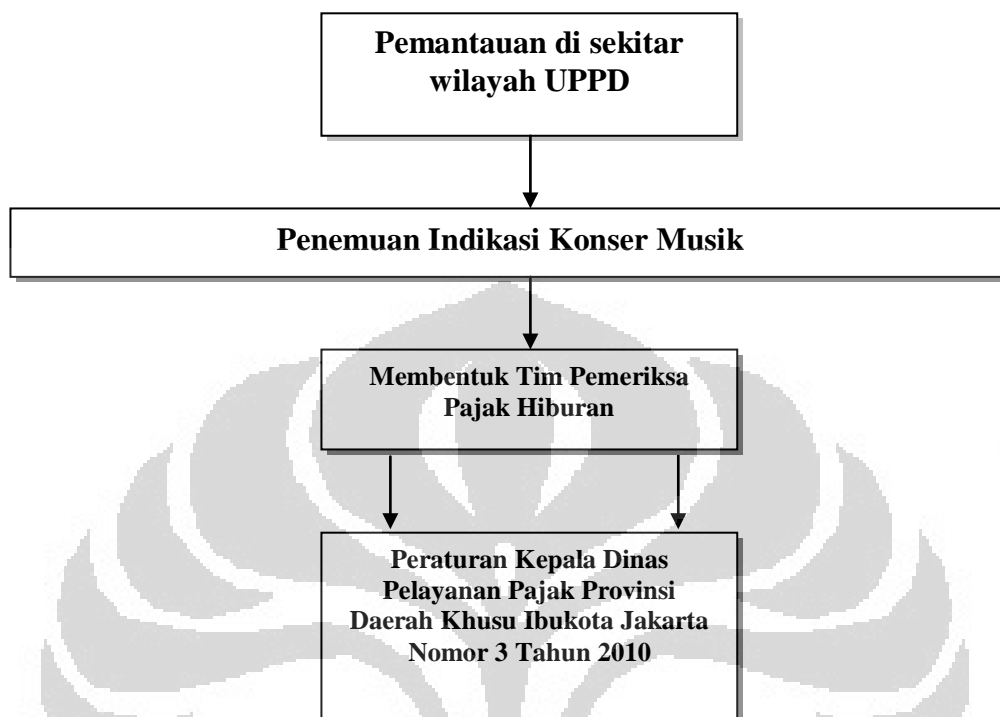 Pemantauan di sekitar
wilayah UPPD
Penemuan Indikasi Konser Musik
Membentuk Tim Pemeriksa
Pajak Hiburan
Peraturan Kepala Dinas
Pelayanan Pajak Provinsi
Daerah Khusu Ibukota Jakarta
Nomor 3 Tahun 2010